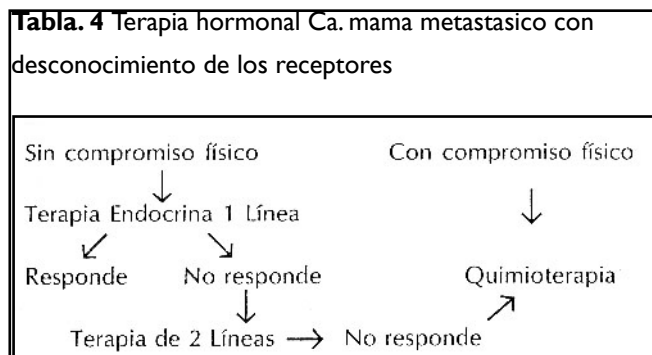 Tabla. 4 Terapia hormonal Ca. mama metastasico con
desconocimiento de los receptores
Sin compromiso físico Con compromiso físico
Terapia Endocrina 1 Línea
Responde No responde Quimioterapia
Terapia de 2 Líneas → No responde